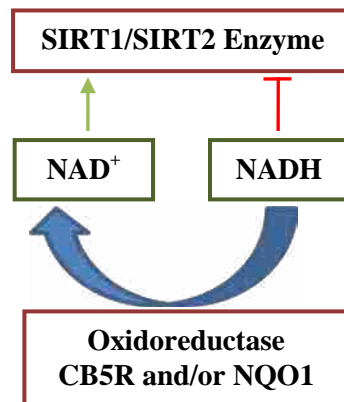 SIRT1/SIRT2 Enzyme
NAD⁺ NADH
Oxidoreductase
CB5R and/or NQO1